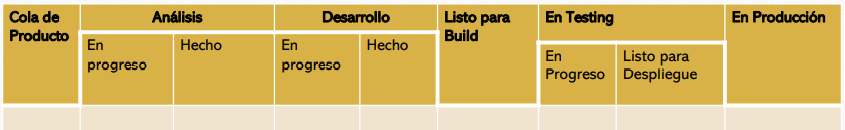 Cola de
Producto
Análisis
Desarrollo
Listo para
Build
En Testing
En Producción
En
progreso
Hecho
En
progreso
Hecho
En
Progreso
Listo para
Despliegue